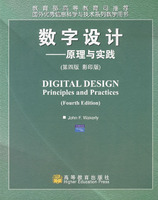 教育部高等教育司推荐
国外优秀信息科学与技术系列教学用书
数字设计
——原理与实践
(第四版 影印版)
DIGITAL DESIGN
Principles and Practices
(Fourth Edition)
John F. Wakerly
高等教育出版社
Higher Education Press